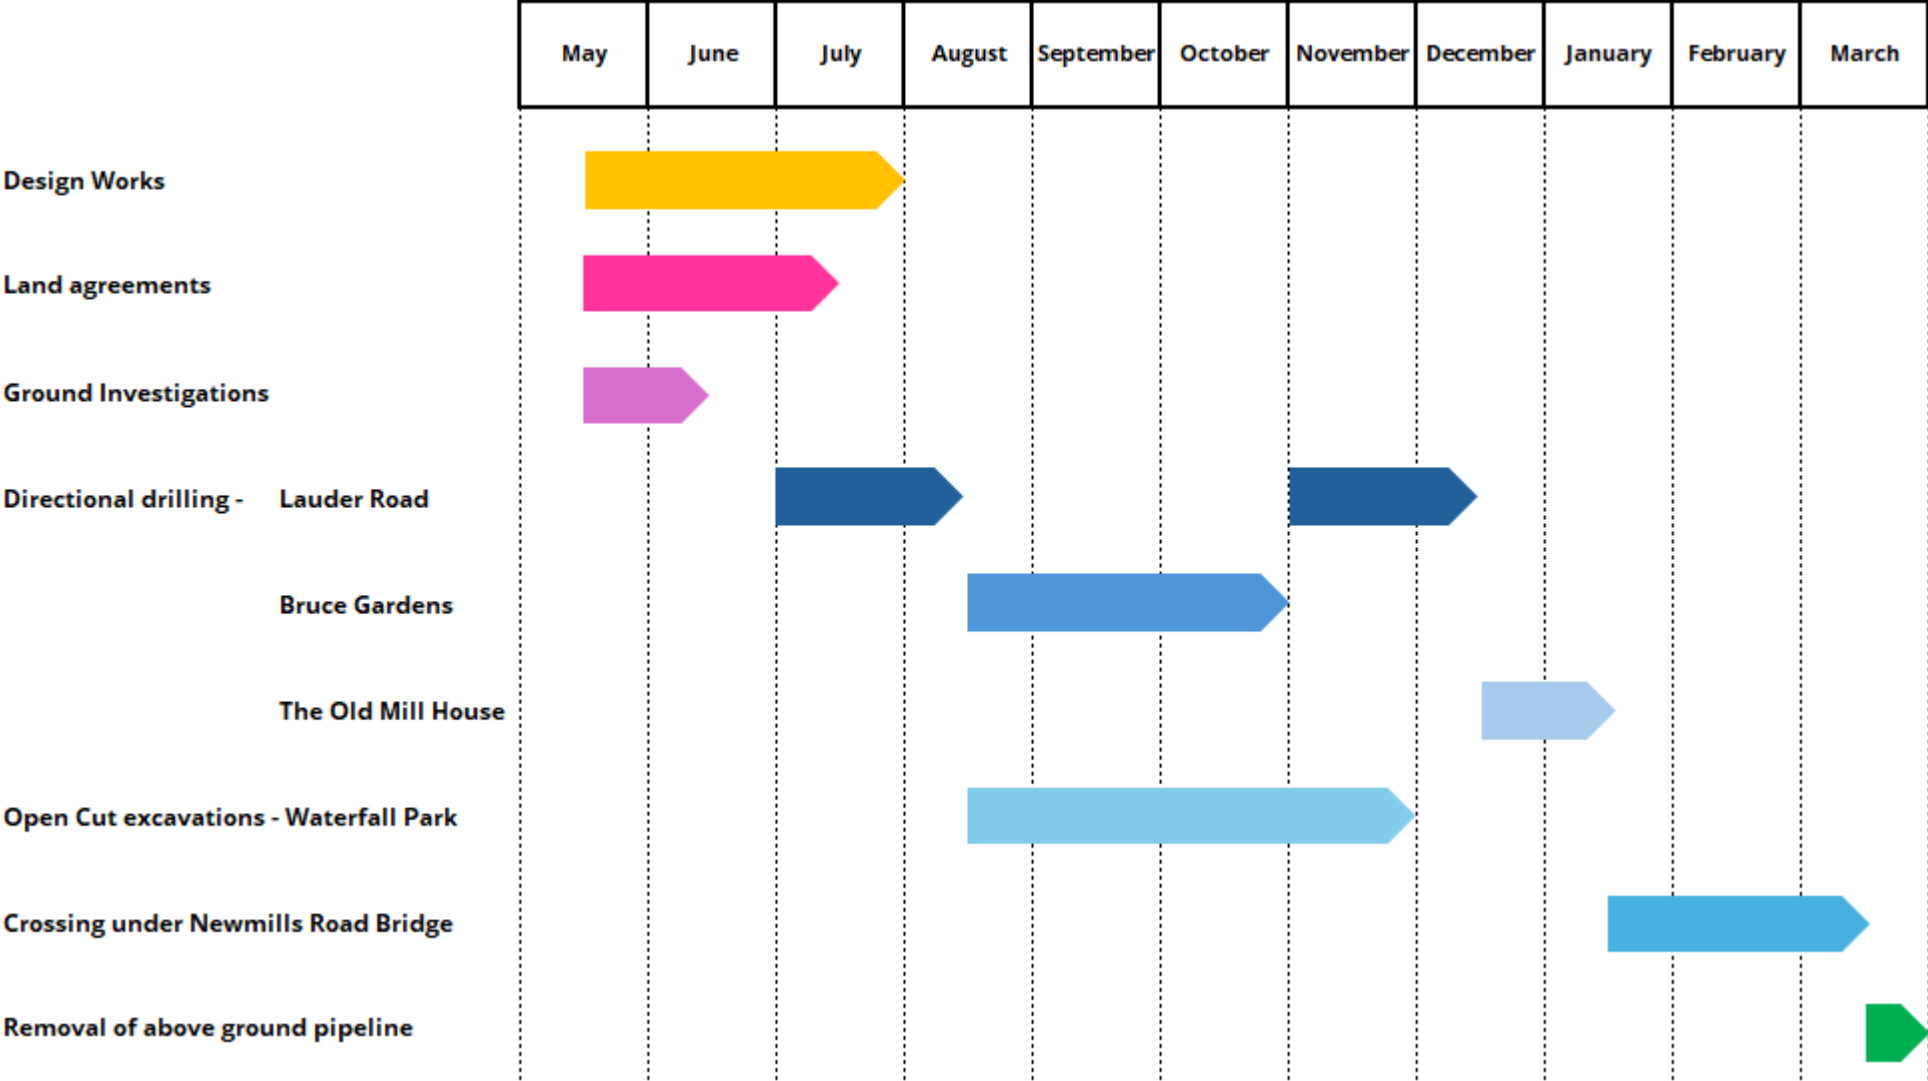 May June July August September October November December January February March
Design Works
Land agreements
Ground Investigations
Directional drilling - Lauder Road
Bruce Gardens
The Old Mill House
Open Cut excavations - Waterfall Park
Crossing under Newmills Road Bridge
Removal of above ground pipeline